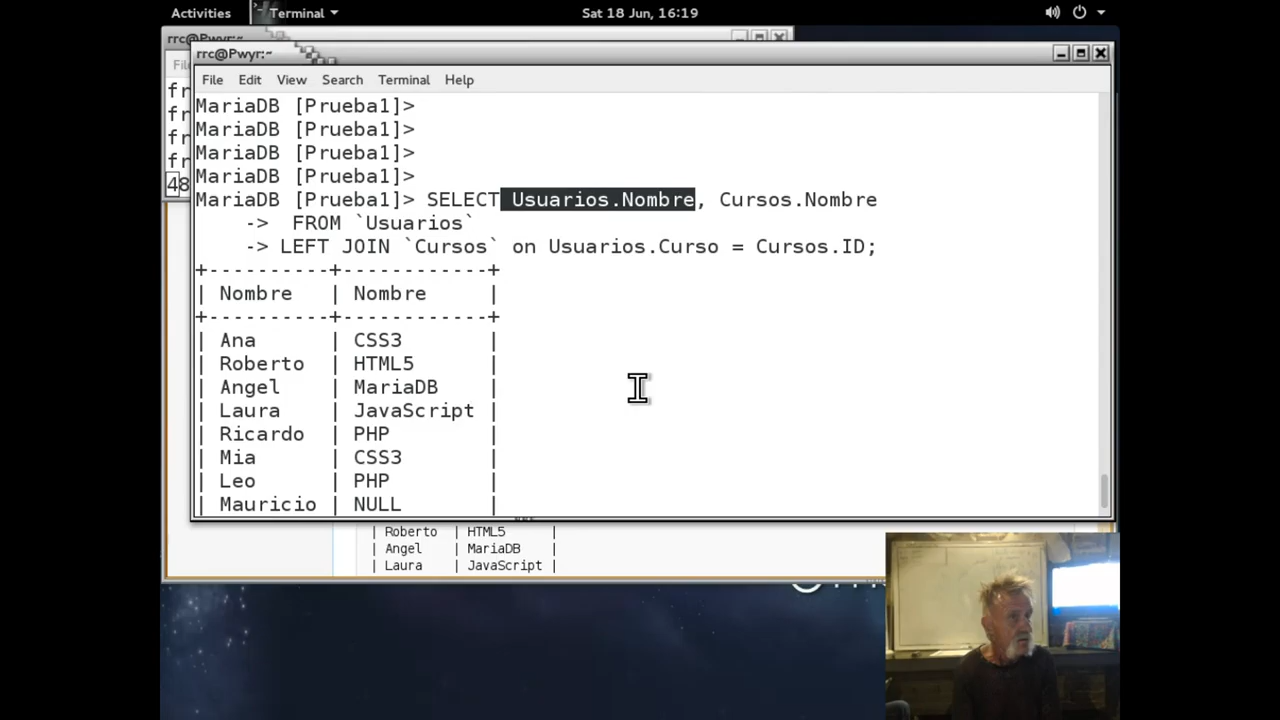 Activities Terminal Sat 18 Jun, 16:19
rrc@Pwyr:~
rrc@Pwyr:~
File Edit View Search Terminal Help
MariaDB [Prueba1]>
MariaDB [Prueba1]>
MariaDB [Prueba1]>
MariaDB [Prueba1]>
MariaDB [Prueba1]> SELECT Usuarios.Nombre, Cursos.Nombre
-> FROM `Usuarios`
-> LEFT JOIN `Cursos` on Usuarios.Curso = Cursos.ID;
+----------+------------+
| Nombre | Nombre |
+----------+------------+
| Ana | CSS3 |
| Roberto | HTML5 |
| Angel | MariaDB |
| Laura | JavaScript |
| Ricardo | PHP |
| Mia | CSS3 |
| Leo | PHP |
| Mauricio | NULL |
| Roberto | HTML5 |
| Angel | MariaDB |
| Laura | JavaScript |